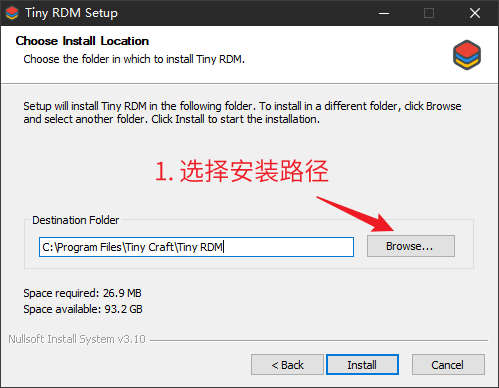 Tiny RDM Setup
Choose Install Location
Choose the folder in which to install Tiny RDM.
Setup will install Tiny RDM in the following folder. To install in a different folder, click Browse
and select another folder. Click Install to start the installation.
1. 选择安装路径
Destination Folder
C:\Program Files\Tiny Craft\Tiny RDM
Browse...
Space required: 26.9 MB
Space available: 93.2 GB
Nullsoft Install System v3.10
< Back
Install
Cancel